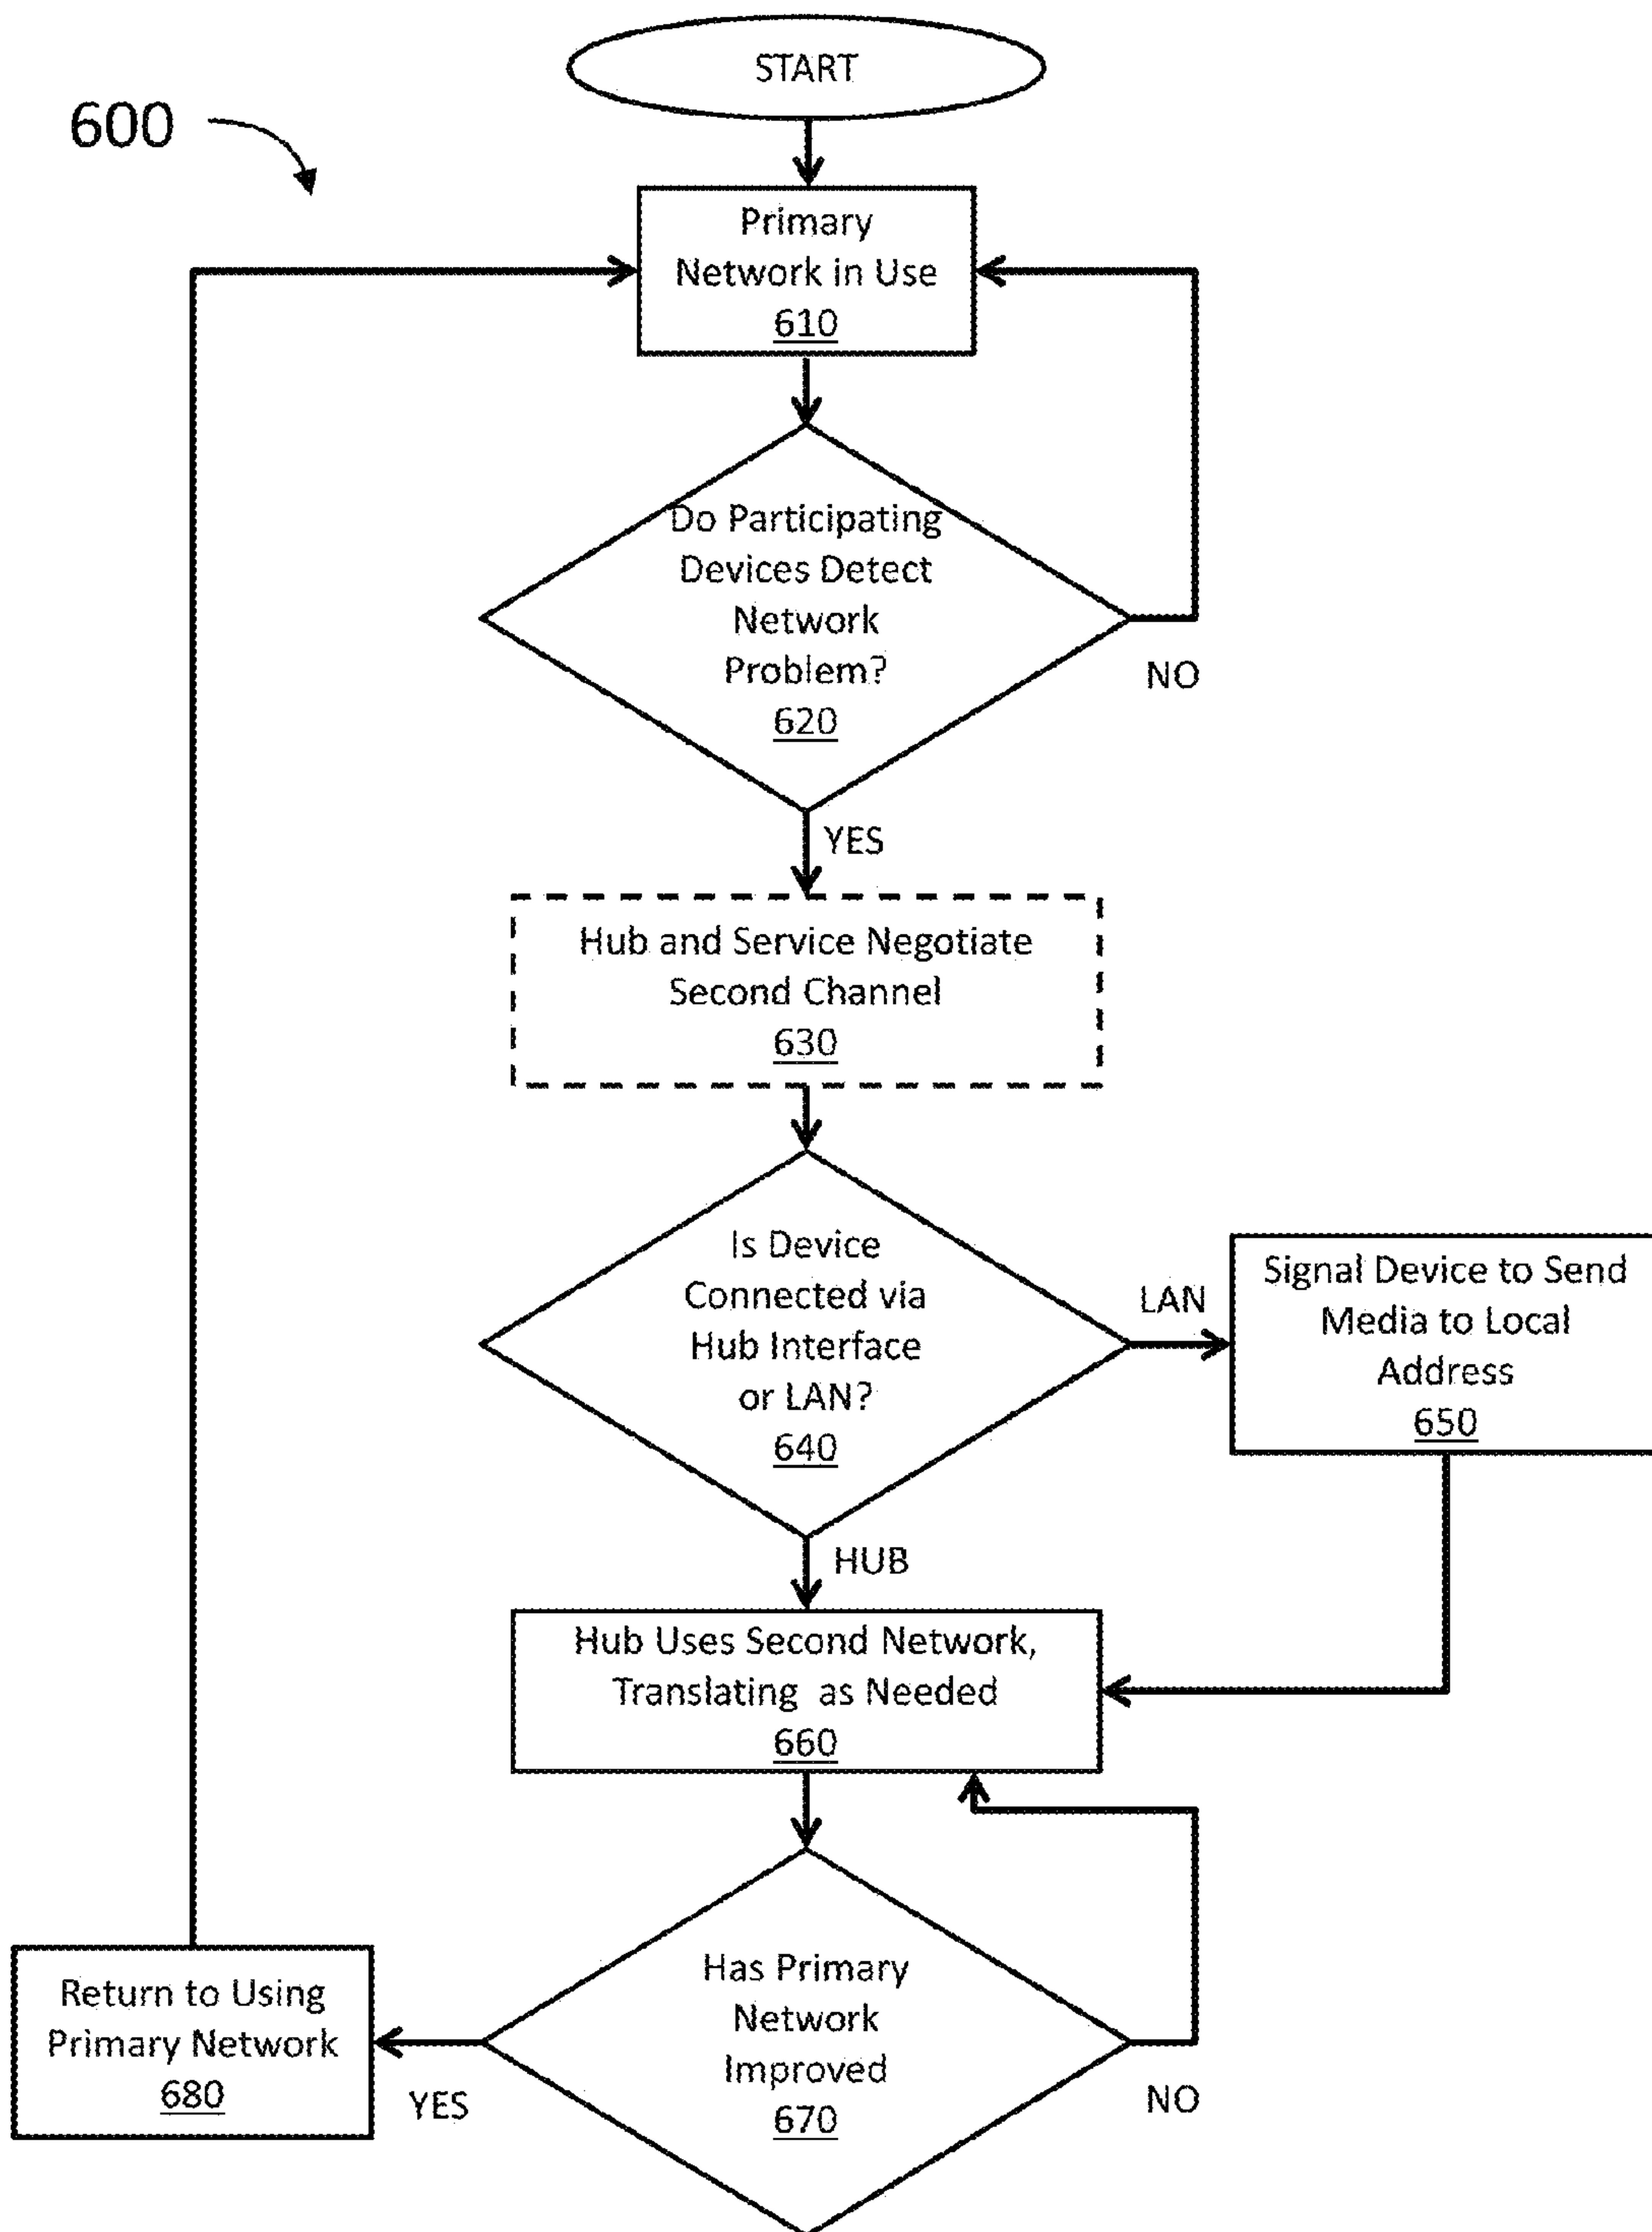 START
600
Primary
Network in Use
610
Do Participating
Devices Detect
Network
Problem?
620
NO
YES
Hub and Service Negotiate
Second Channel
630
Is Device
Connected via
Hub Interface
or LAN?
640
LAN
Signal Device to Send
Media to Local
Address
650
HUB
Hub Uses Second Network,
Translating as Needed
660
Has Primary
Network
Improved
670
NO
YES
Return to Using
Primary Network
680